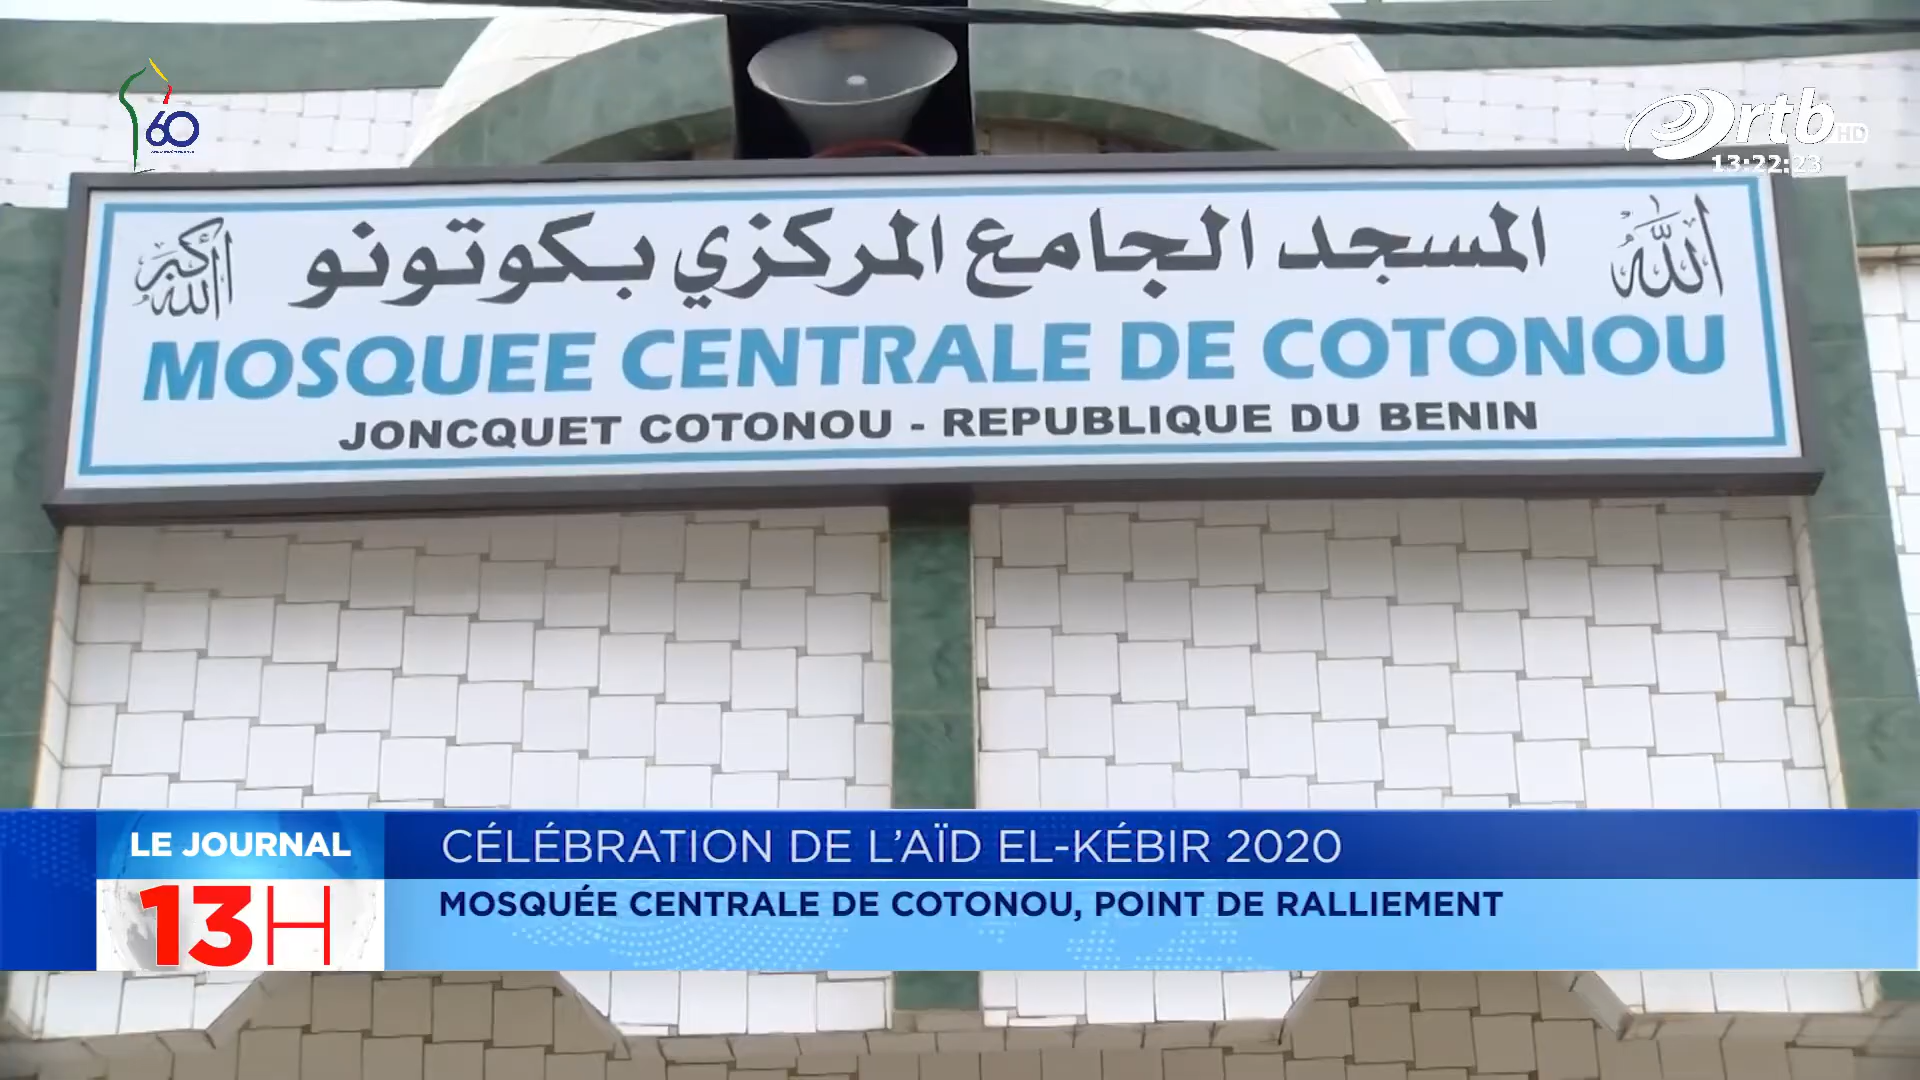 60
ortb HD
13:22:23
الله أكبر
المسجد الجامع المركزي بكوتونو
الله
MOSQUEE CENTRALE DE COTONOU
JONCQUET COTONOU - REPUBLIQUE DU BENIN
LE JOURNAL
13H
CÉLÉBRATION DE L'AÏD EL-KÉBIR 2020
MOSQUÉE CENTRALE DE COTONOU, POINT DE RALLIEMENT